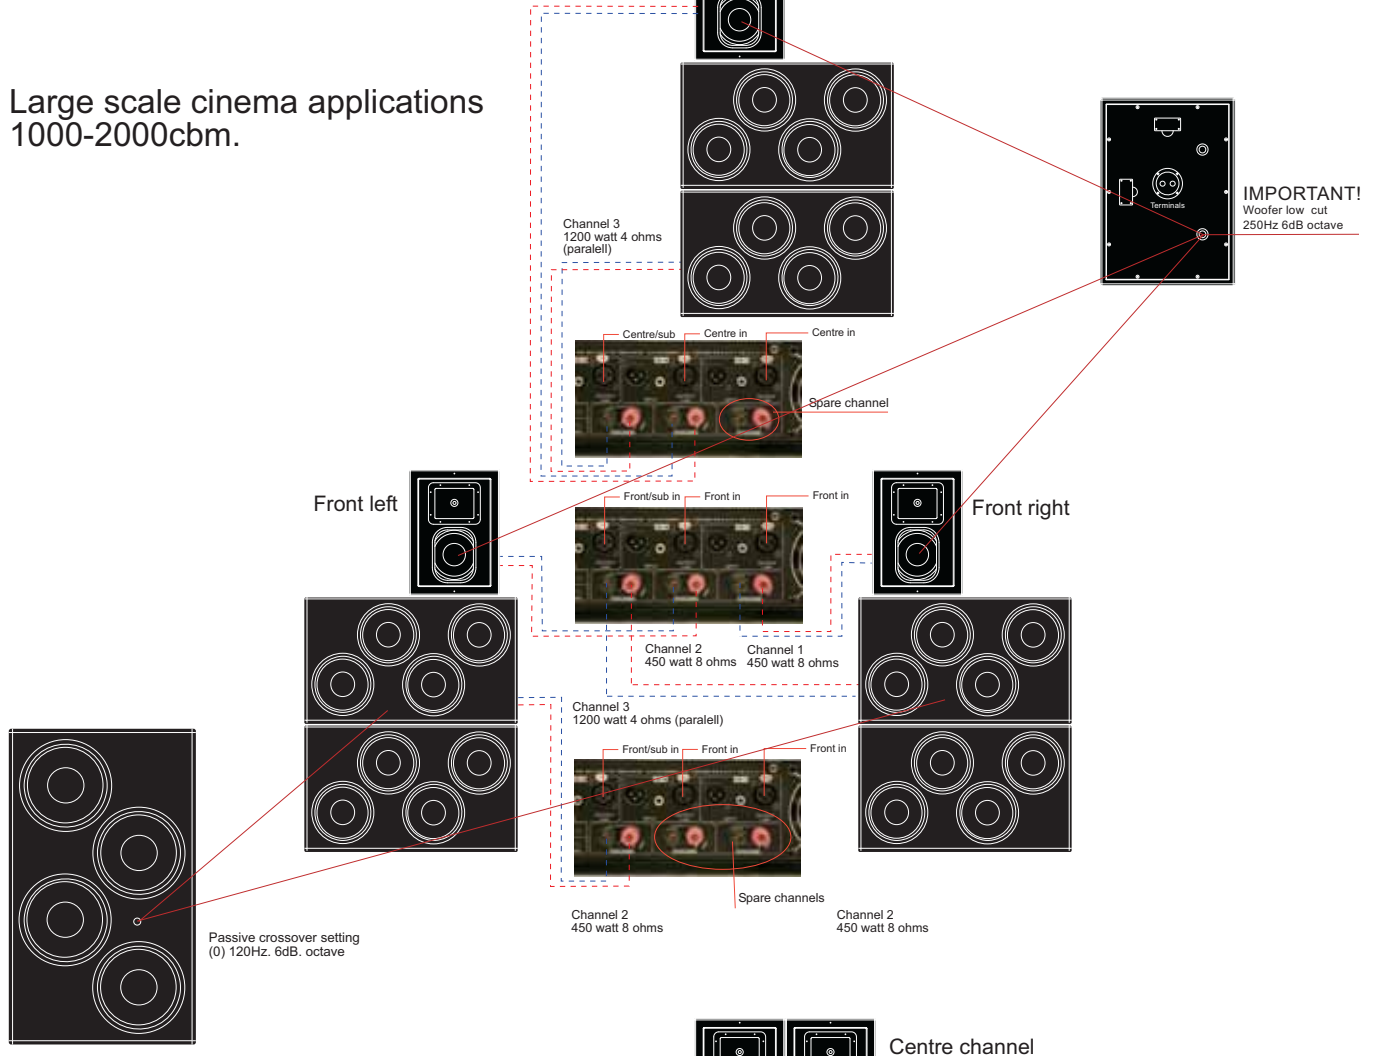 Large scale cinema applications
1000-2000cbm.
Channel 3
1200 watt 4 ohms
(paralell)
Terminals
IMPORTANT!
Woofer low cut
250Hz 6dB octave
Centre/sub
Centre in
Centre in
Spare channel
Front left
Front/sub in
Front in
Front in
Front right
Channel 2
450 watt 8 ohms
Channel 1
450 watt 8 ohms
Channel 3
1200 watt 4 ohms (paralell)
Front/sub in
Front in
Front in
Spare channels
Channel 2
450 watt 8 ohms
Channel 2
450 watt 8 ohms
Passive crossover setting
(0) 120Hz. 6dB. octave
Centre channel